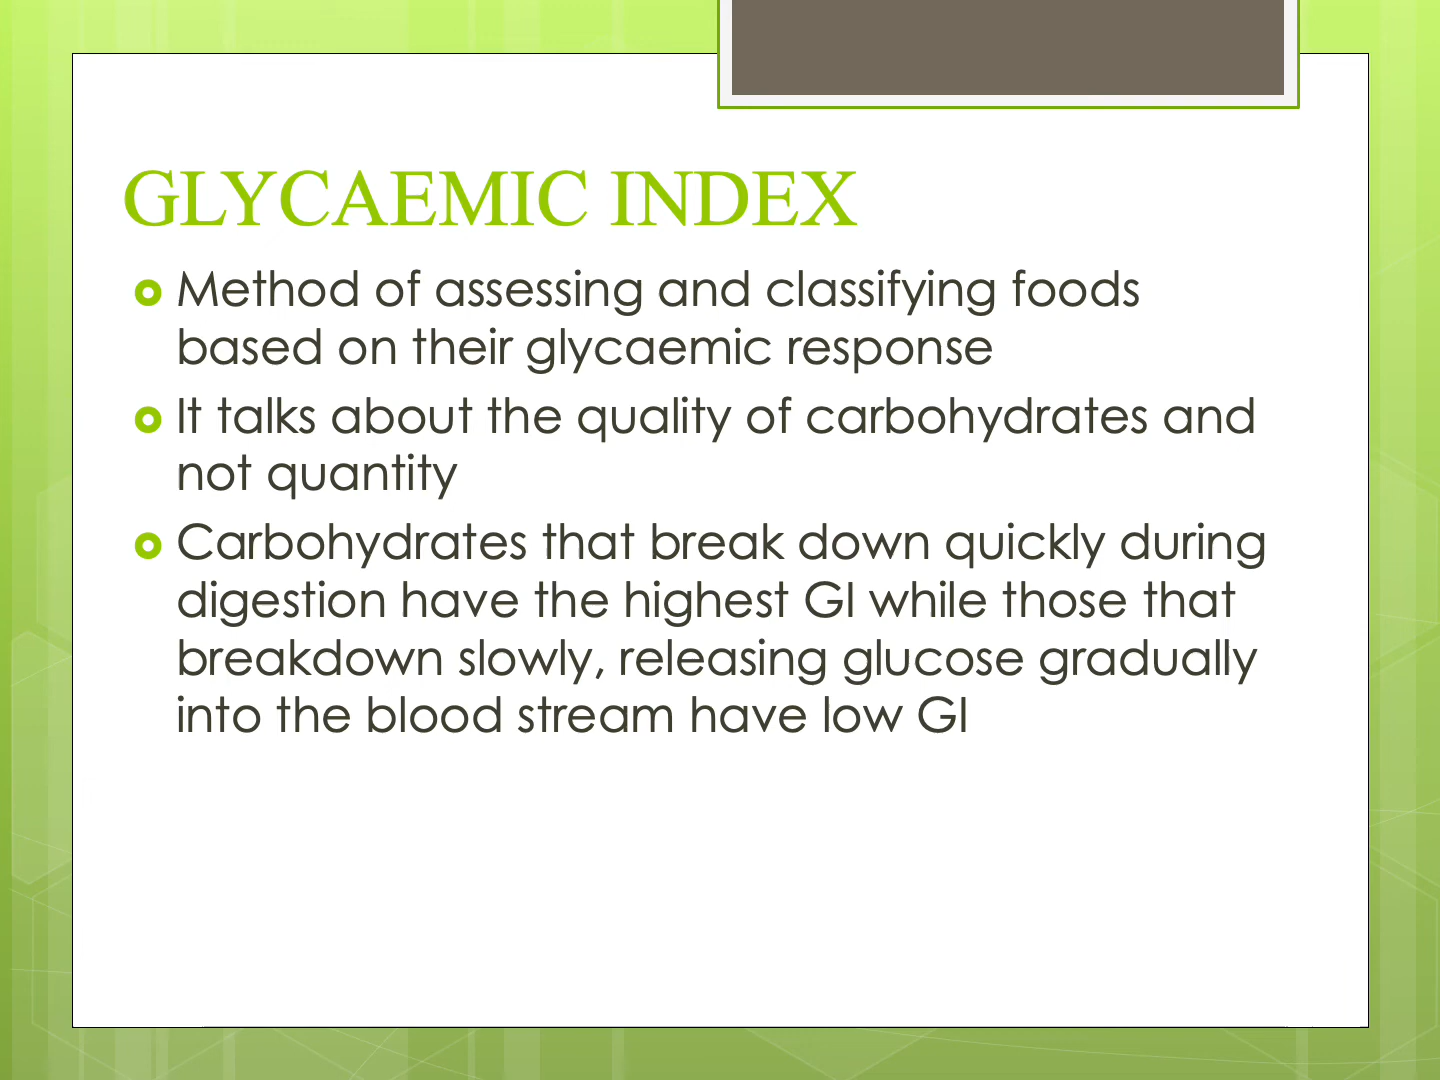 GLYCAEMIC INDEX
Method of assessing and classifying foods
based on their glycaemic response
It talks about the quality of carbohydrates and
not quantity
Carbohydrates that break down quickly during
digestion have the highest GI while those that
breakdown slowly, releasing glucose gradually
into the blood stream have low GI